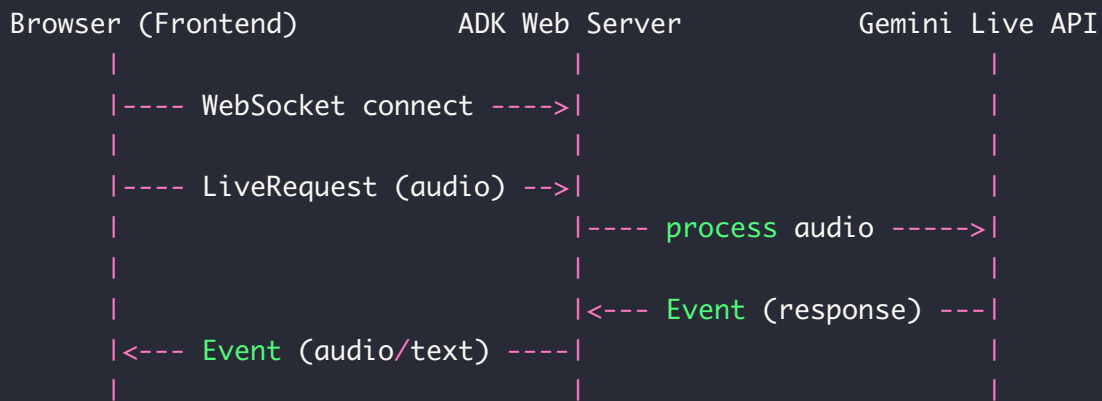 Browser (Frontend)          ADK Web Server           Gemini Live API
      |                            |                         |
      |---- WebSocket connect ---->|                         |
      |                            |                         |
      |---- LiveRequest (audio) -->|                         |
      |                            |---- process audio ----->|
      |                            |                         |
      |                            |<--- Event (response) ---|
      |<--- Event (audio/text) ----|                         |
      |                            |                         |